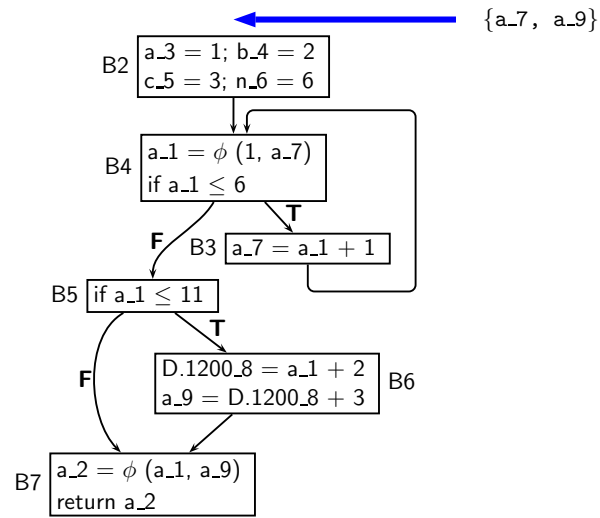 {a_7, a_9}
B2
a_3 = 1; b_4 = 2
c_5 = 3; n_6 = 6
B4
a_1 = ϕ (1, a_7)
if a_1 ≤ 6
F
T
B3
a_7 = a_1 + 1
B5
if a_1 ≤ 11
F
T
B6
D.1200_8 = a_1 + 2
a_9 = D.1200_8 + 3
B7
a_2 = ϕ (a_1, a_9)
return a_2